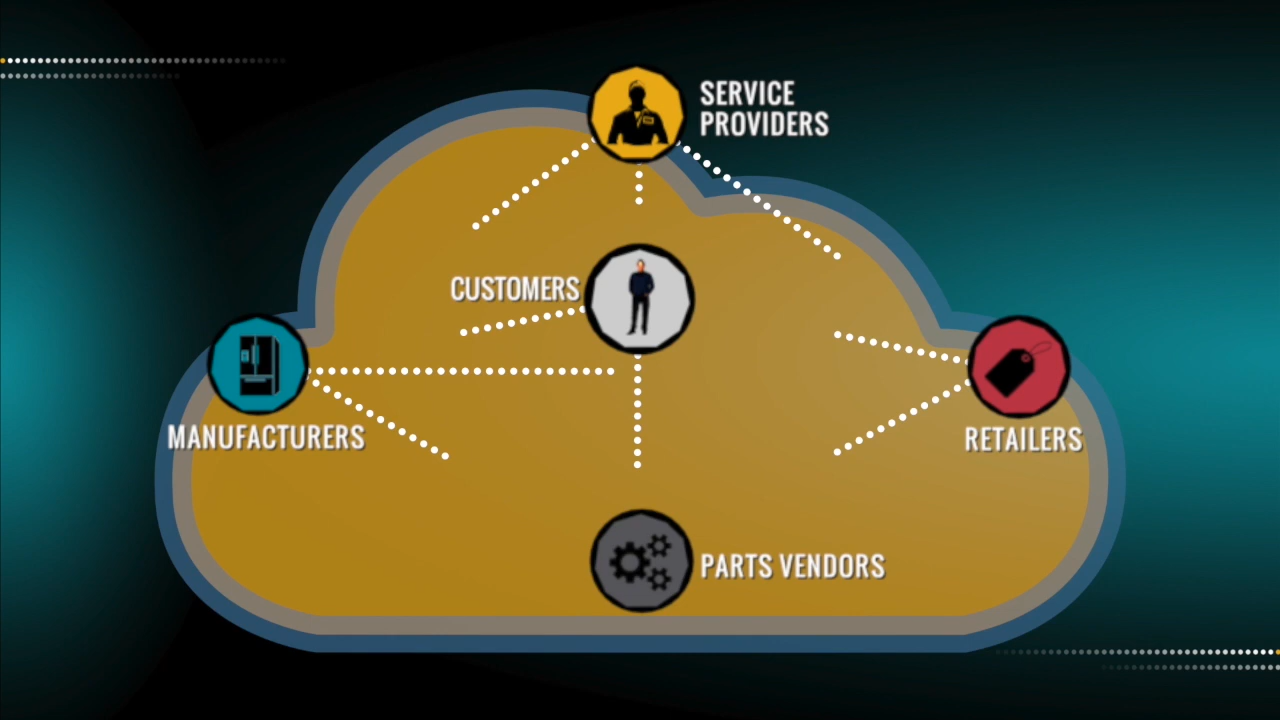 SERVICE
PROVIDERS
CUSTOMERS
MANUFACTURERS
RETAILERS
PARTS VENDORS